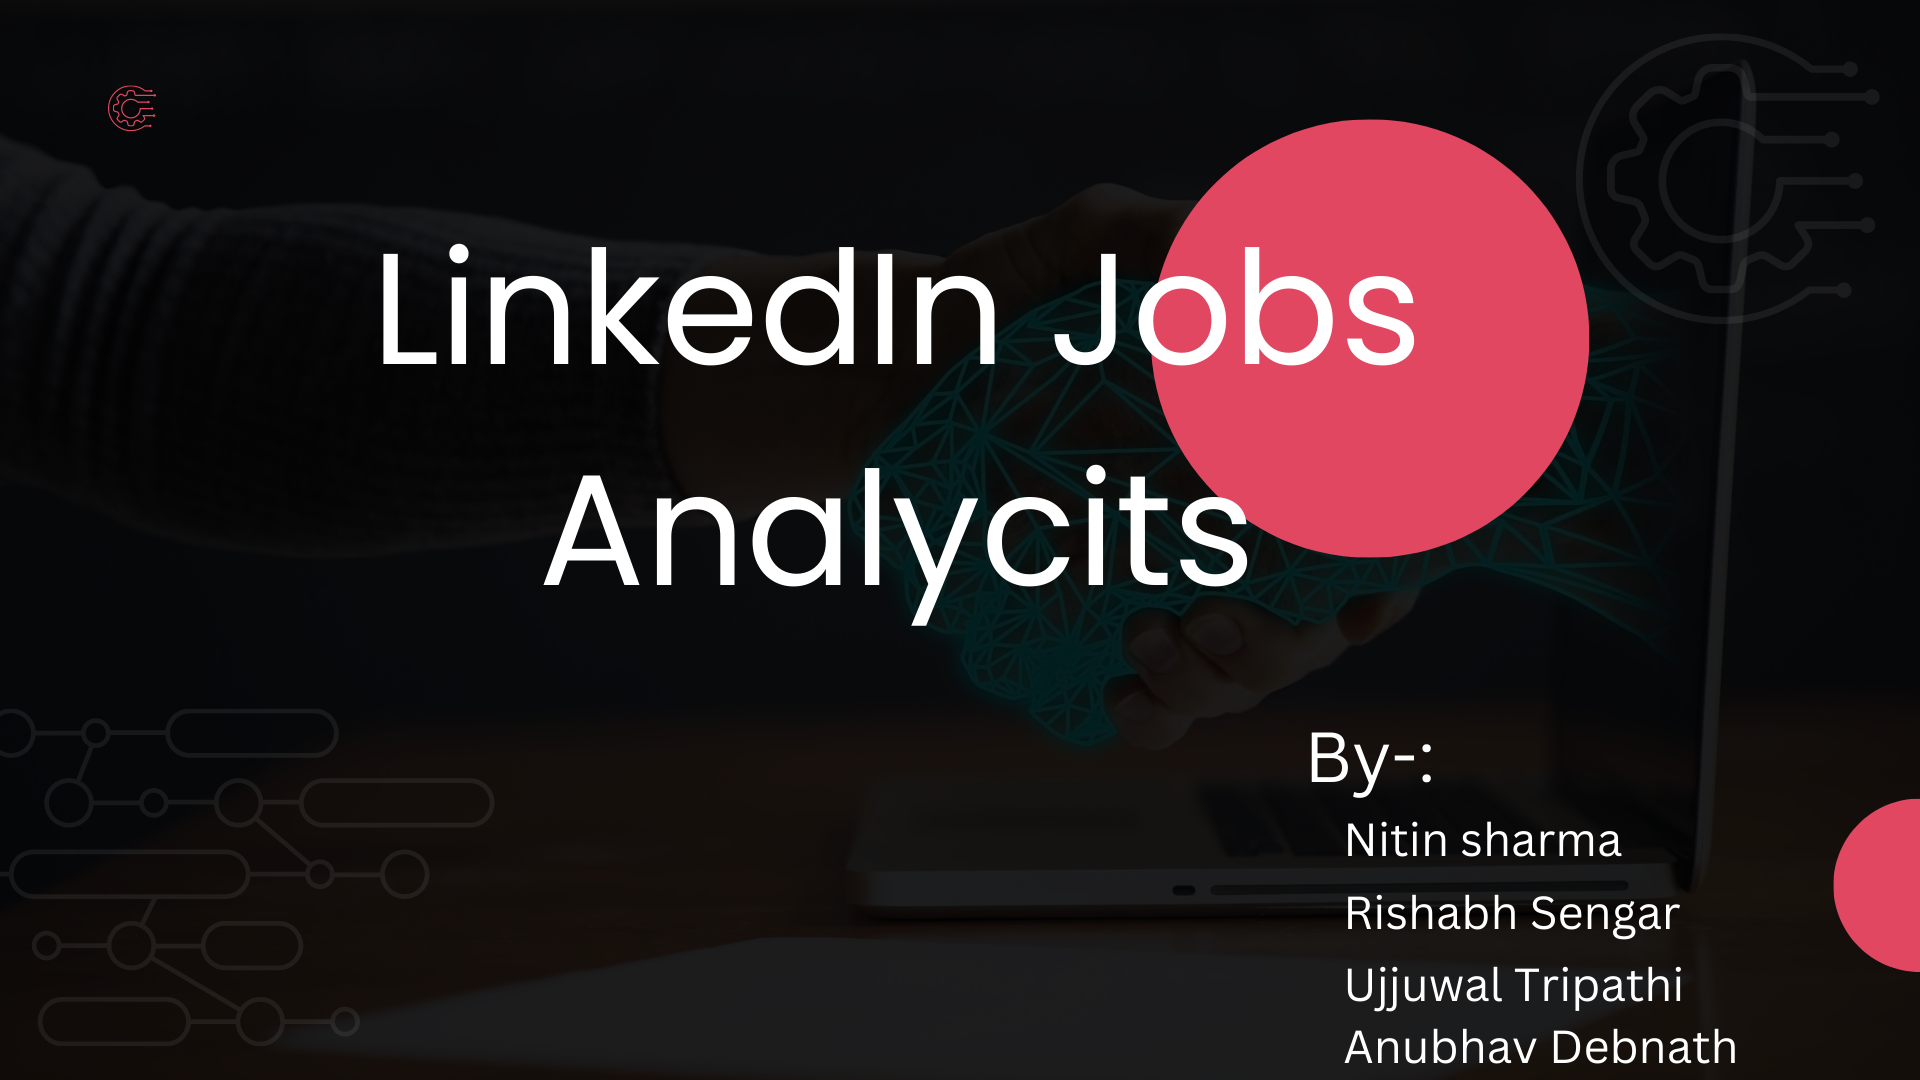 LinkedIn Jobs
Analycits
By-:
Nitin sharma
Rishabh Sengar
Ujjuwal Tripathi
Anubhav Debnath